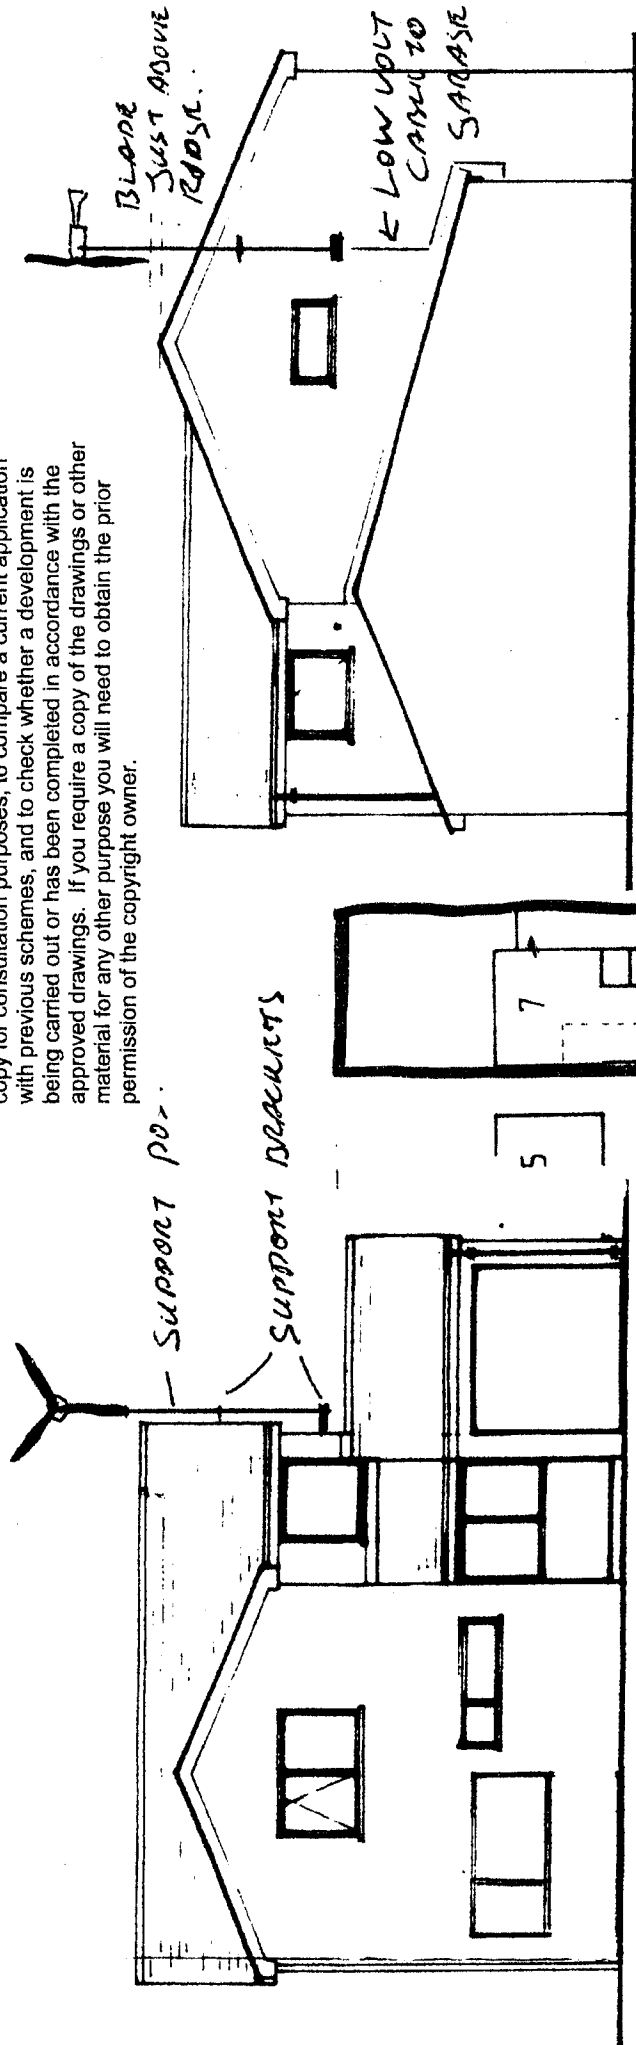 copy for consultation purposes, to compare a current application
with previous schemes, and to check whether a development is
being carried out or has been completed in accordance with the
approved drawings. If you require a copy of the drawings or other
material for any other purpose you will need to obtain the prior
permission of the copyright owner.
SUPPORT
SUPPORT BRACKETS
BLADE
JUST ABOVE
RIDGE.
← LOW VOLT
CABLE TO
GARAGE
5
7